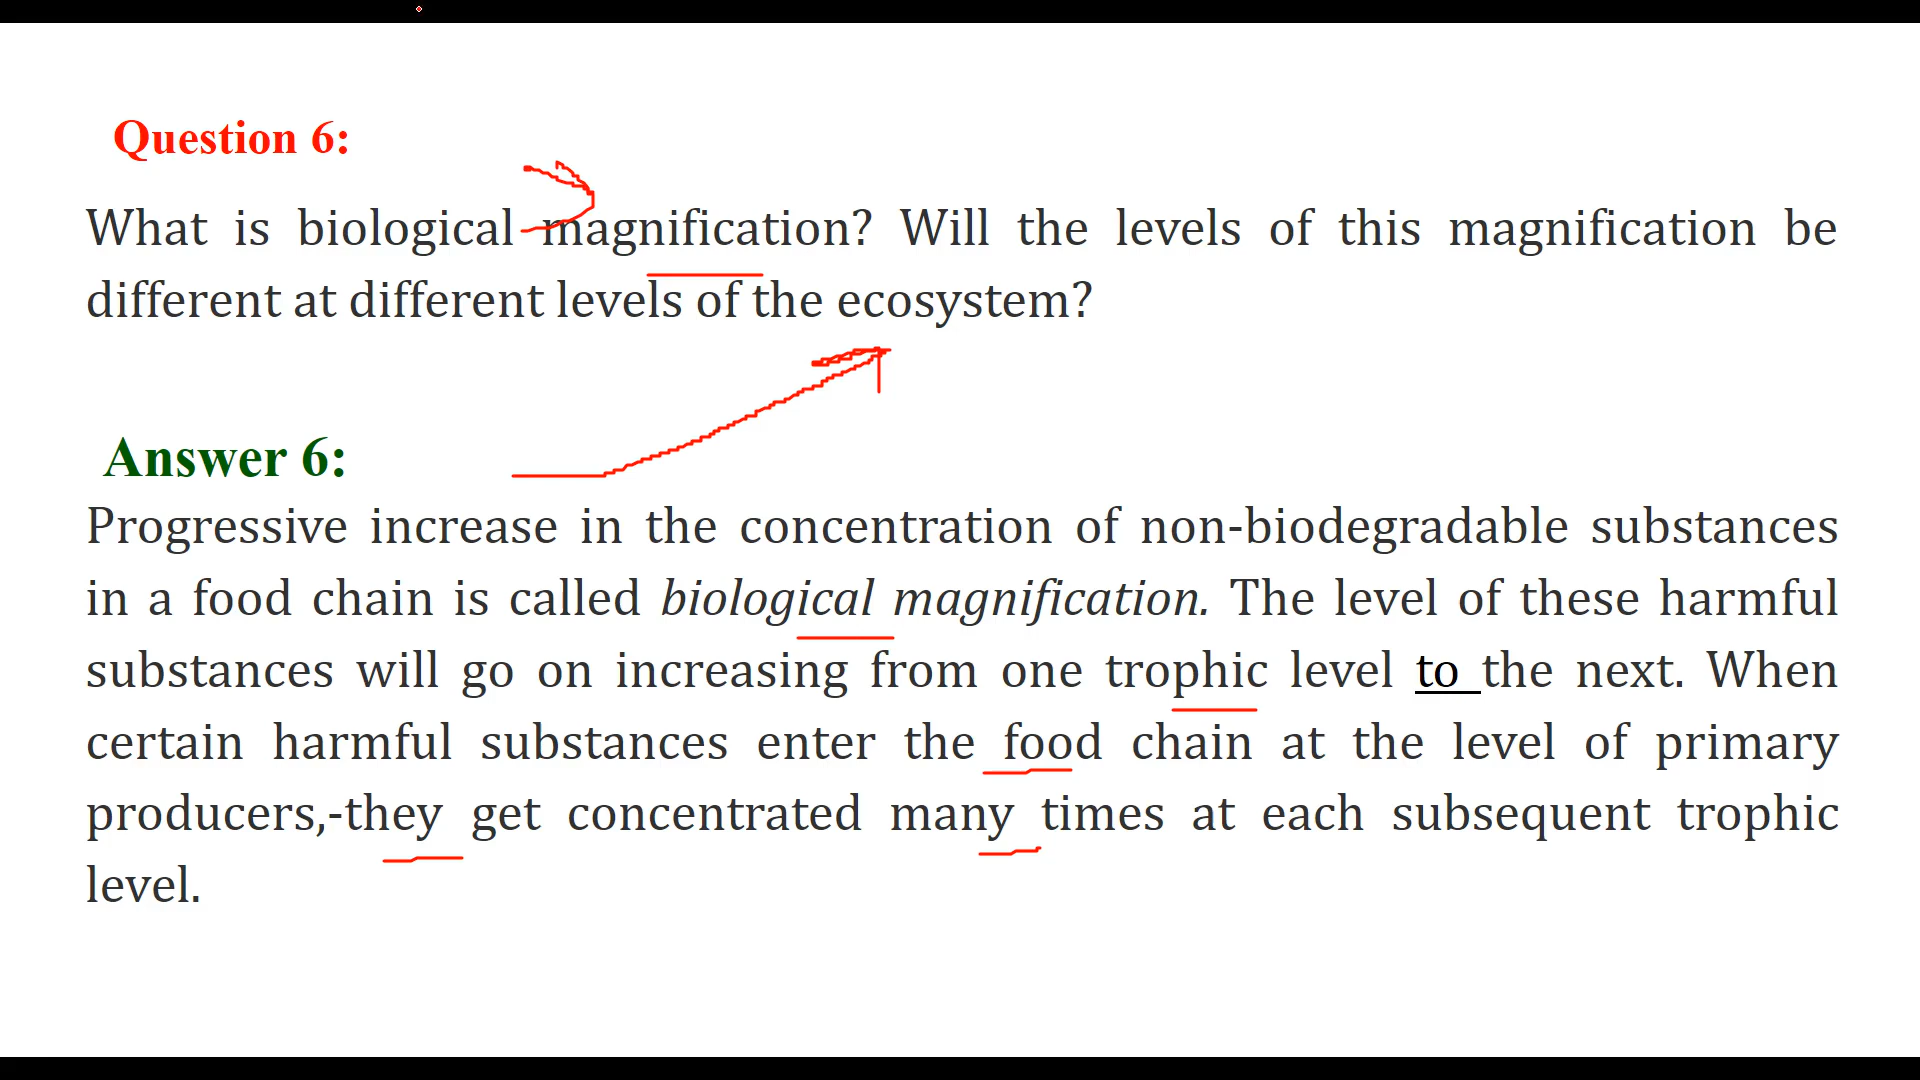 Question 6:
What is biological magnification? Will the levels of this magnification be
different at different levels of the ecosystem?
Answer 6:
Progressive increase in the concentration of non-biodegradable substances
in a food chain is called biological magnification. The level of these harmful
substances will go on increasing from one trophic level to the next. When
certain harmful substances enter the food chain at the level of primary
producers,-they get concentrated many times at each subsequent trophic
level.